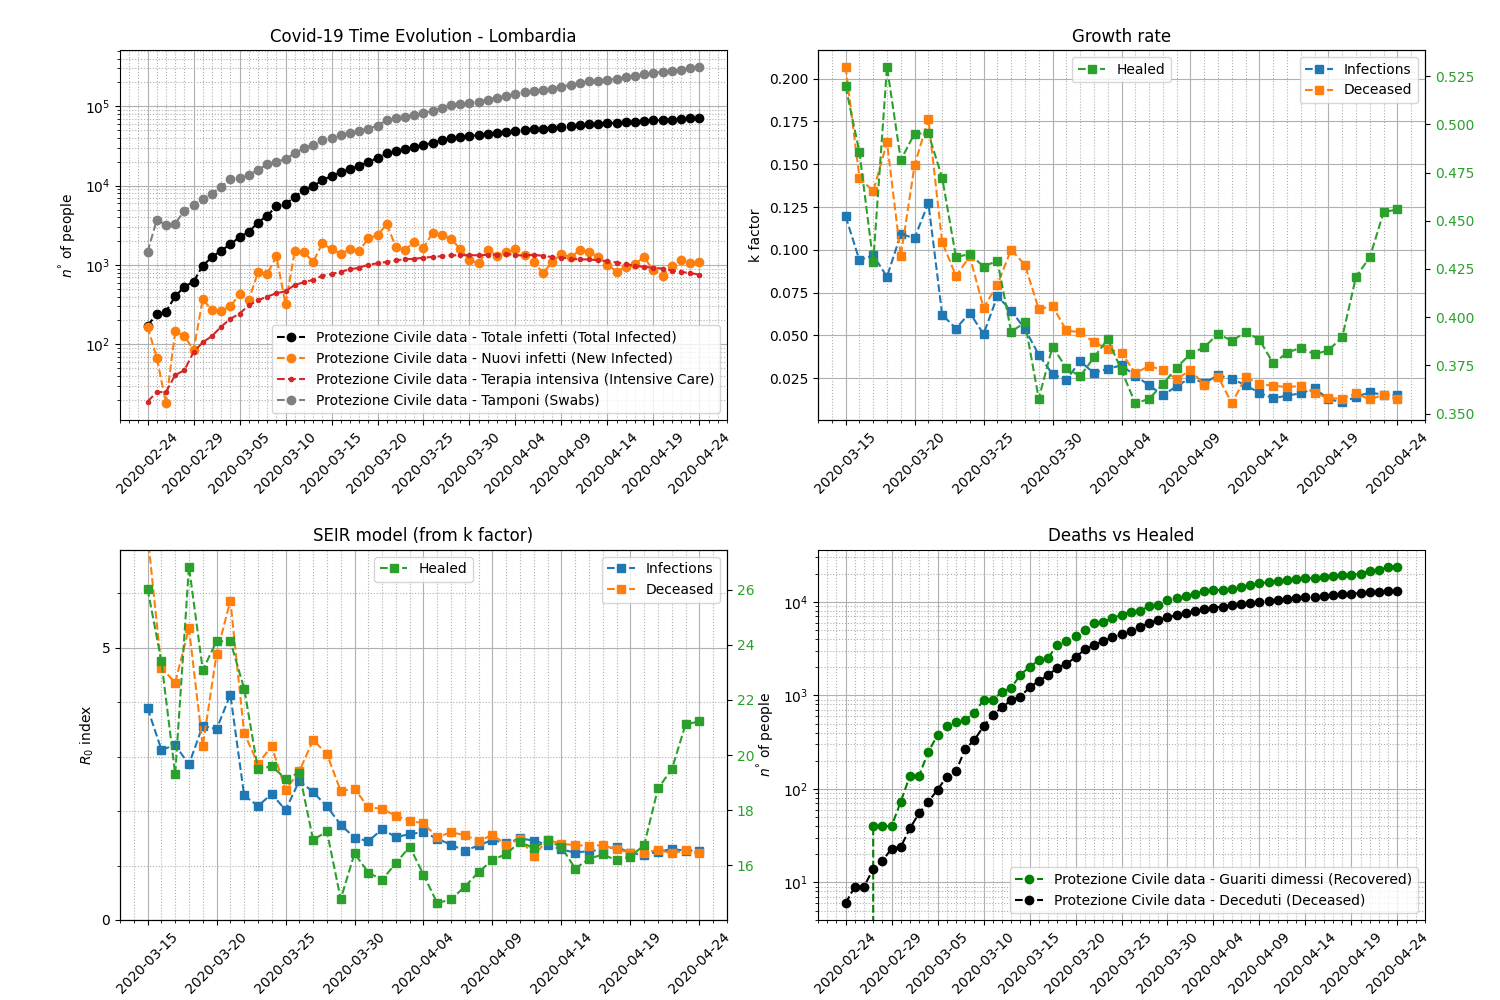 Covid-19 Time Evolution - Lombardia
10^5
10^4
10^3
10^2
n° of people
Protezione Civile data - Totale infetti (Total Infected)
Protezione Civile data - Nuovi infetti (New Infected)
Protezione Civile data - Terapia intensiva (Intensive Care)
Protezione Civile data - Tamponi (Swabs)
2020-02-24 2020-02-29 2020-03-05 2020-03-10 2020-03-15 2020-03-20 2020-03-25 2020-03-30 2020-04-04 2020-04-09 2020-04-14 2020-04-19 2020-04-24
Growth rate
Healed
Infections
Deceased
0.200
0.175
0.150
0.125
0.100
0.075
0.050
0.025
k factor
0.525
0.500
0.475
0.450
0.425
0.400
0.375
0.350
2020-03-15 2020-03-20 2020-03-25 2020-03-30 2020-04-04 2020-04-09 2020-04-14 2020-04-19 2020-04-24
SEIR model (from k factor)
Healed
Infections
Deceased
5
0
R0 index
26
24
22
20
18
16
2020-03-15 2020-03-20 2020-03-25 2020-03-30 2020-04-04 2020-04-09 2020-04-14 2020-04-19 2020-04-24
Deaths vs Healed
10^4
10^3
10^2
10^1
n° of people
Protezione Civile data - Guariti dimessi (Recovered)
Protezione Civile data - Deceduti (Deceased)
2020-02-24 2020-02-29 2020-03-05 2020-03-10 2020-03-15 2020-03-20 2020-03-25 2020-03-30 2020-04-04 2020-04-09 2020-04-14 2020-04-19 2020-04-24